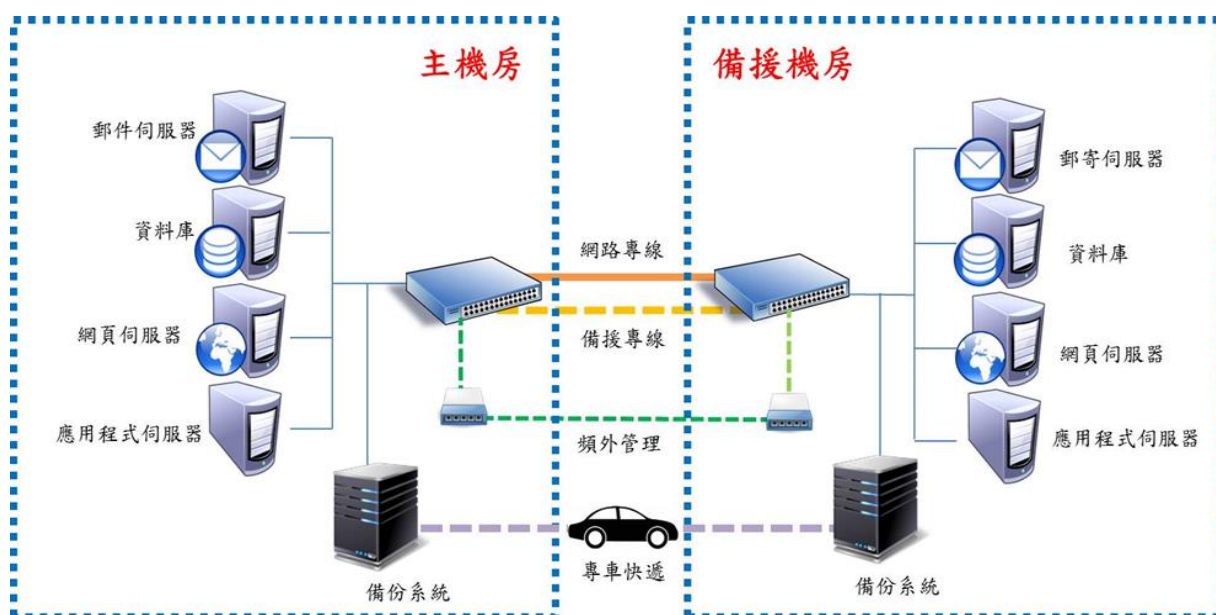 主機房
備援機房
郵件伺服器
資料庫
網頁伺服器
應用程式伺服器
備份系統
網路專線
備援專線
頻外管理
專車快遞
郵寄伺服器
資料庫
網頁伺服器
應用程式伺服器
備份系統